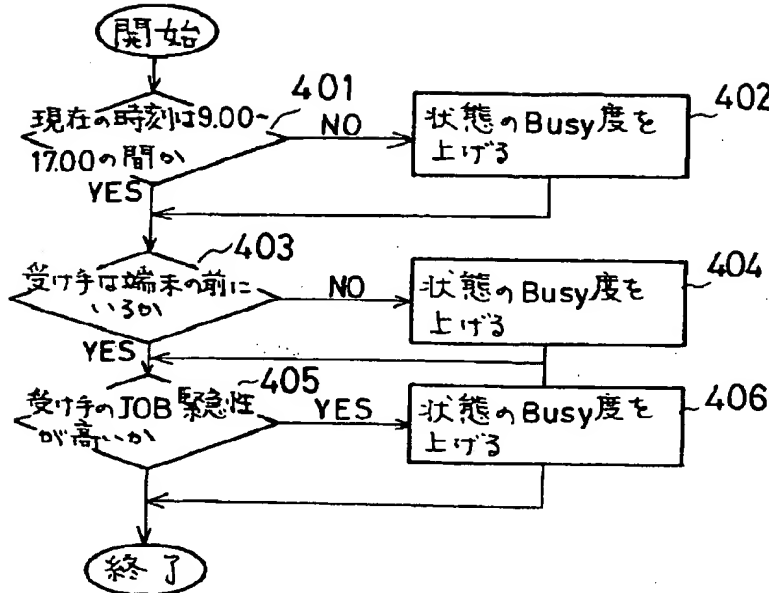 開始
現在の時刻は9.00~
17.00の間か
401
NO
状態のBusy度を
上げる
402
YES
403
受け手は端末の前に
いるか
NO
状態のBusy度を
上げる
404
YES
405
受け手のJOB緊急性
が高いか
YES
状態のBusy度を
上げる
406
終了